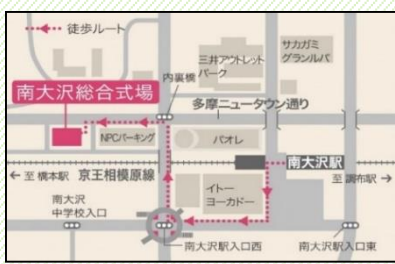 徒歩ルート
サカガミ
グランルパ
三井アウトレット
パーク
内裏橋
南大沢総合式場
多摩ニュータウン通り
NPCパーキング
パオレ
南大沢駅
← 至 橋本駅
京王相模原線
至 調布駅 →
イトー
ヨーカドー
南大沢
中学校入口
南大沢駅入口西
南大沢駅入口東